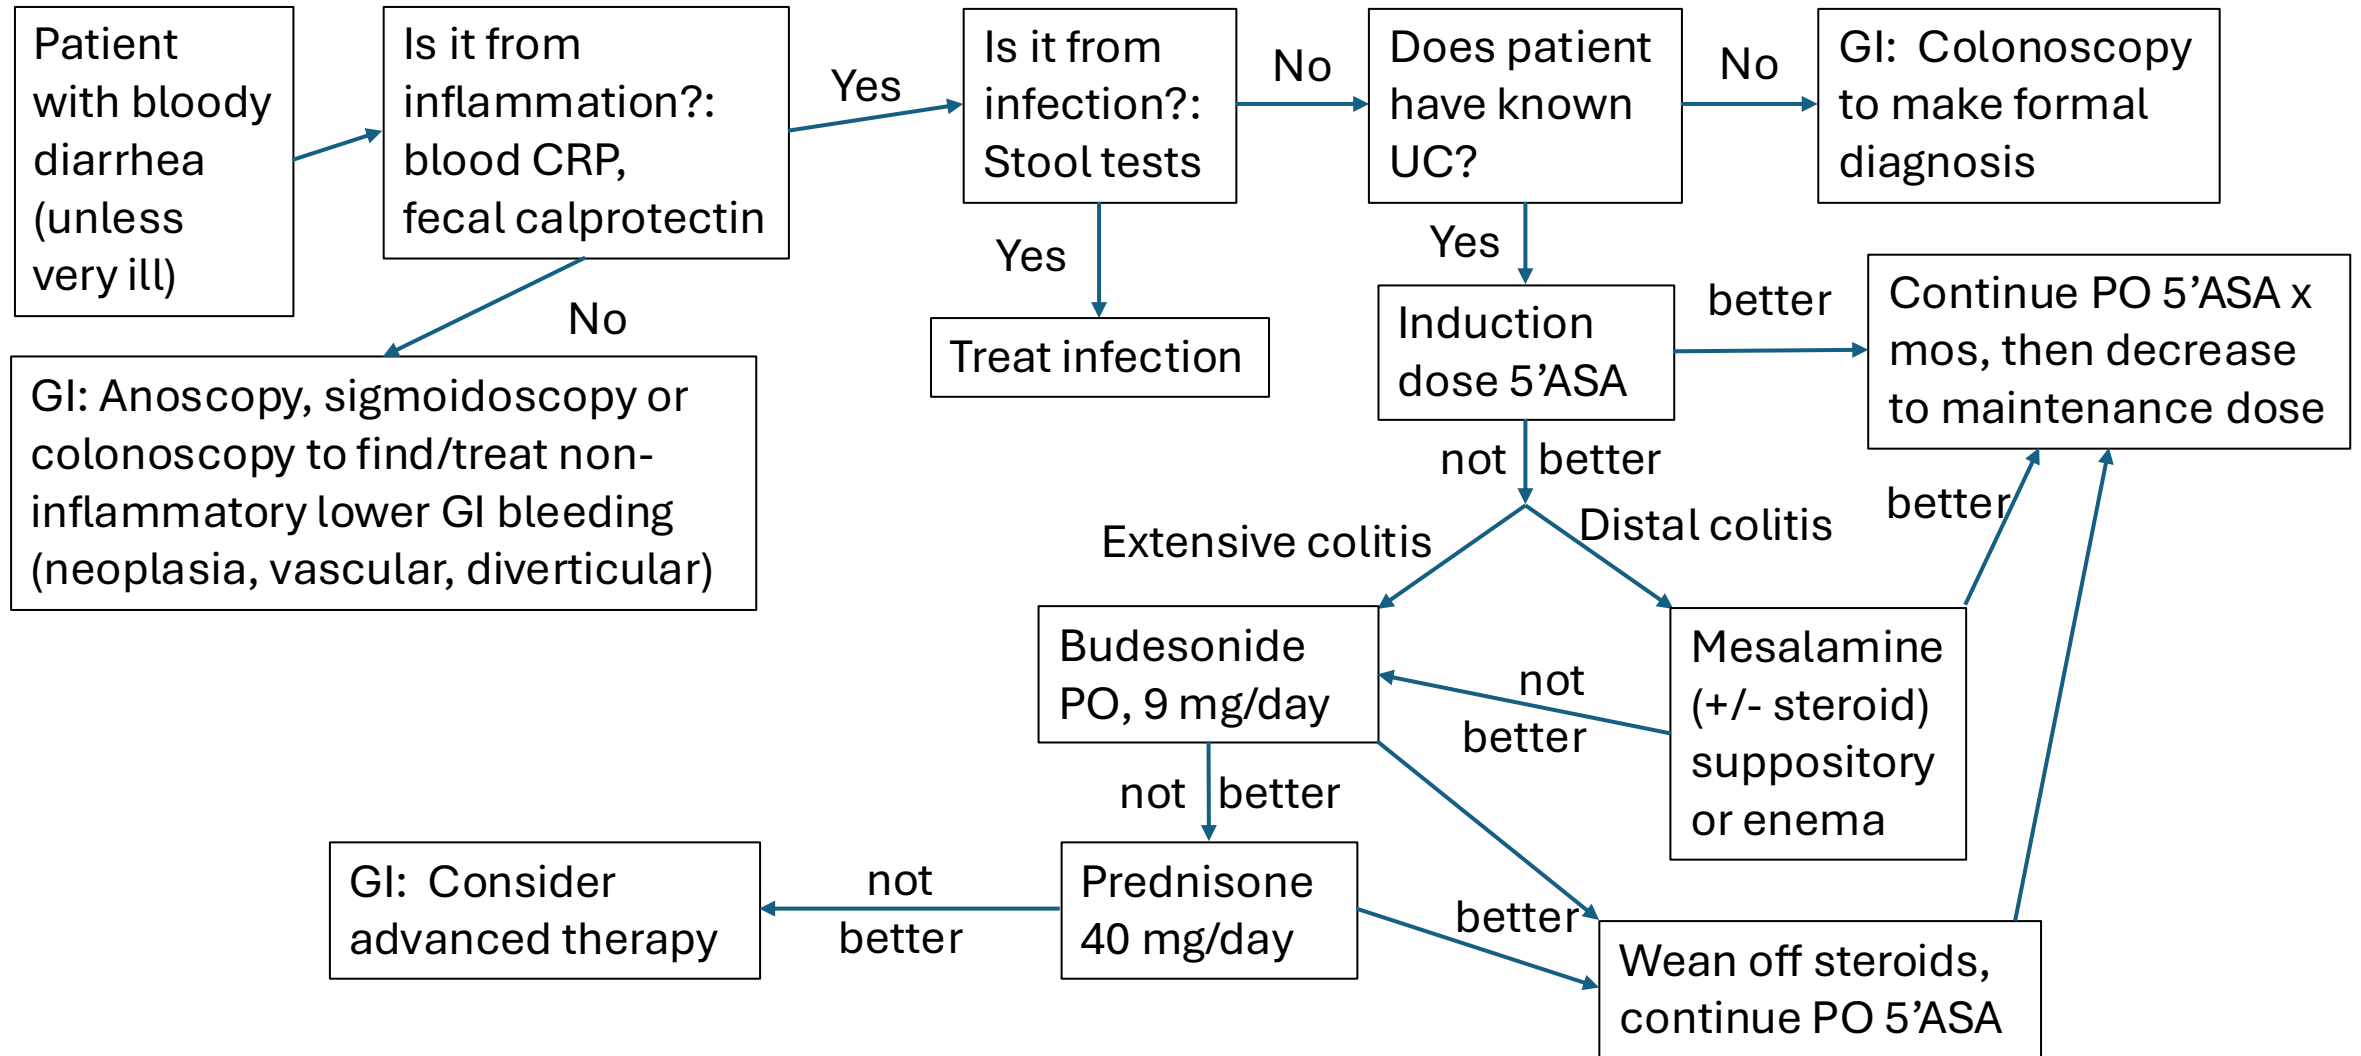 Patient
with bloody
diarrhea
(unless
very ill)
Is it from
inflammation?:
blood CRP,
fecal calprotectin
Yes
No
GI: Anoscopy, sigmoidoscopy or
colonoscopy to find/treat non-
inflammatory lower GI bleeding
(neoplasia, vascular, diverticular)
Is it from
infection?:
Stool tests
Yes
Treat infection
No
Does patient
have known
UC?
No
GI:  Colonoscopy
to make formal
diagnosis
Yes
Induction
dose 5’ASA
better
Continue PO 5’ASA x
mos, then decrease
to maintenance dose
not better
Extensive colitis
Distal colitis
better
Budesonide
PO, 9 mg/day
not
better
Mesalamine
(+/- steroid)
suppository
or enema
not better
GI:  Consider
advanced therapy
not
better
Prednisone
40 mg/day
better
Wean off steroids,
continue PO 5’ASA